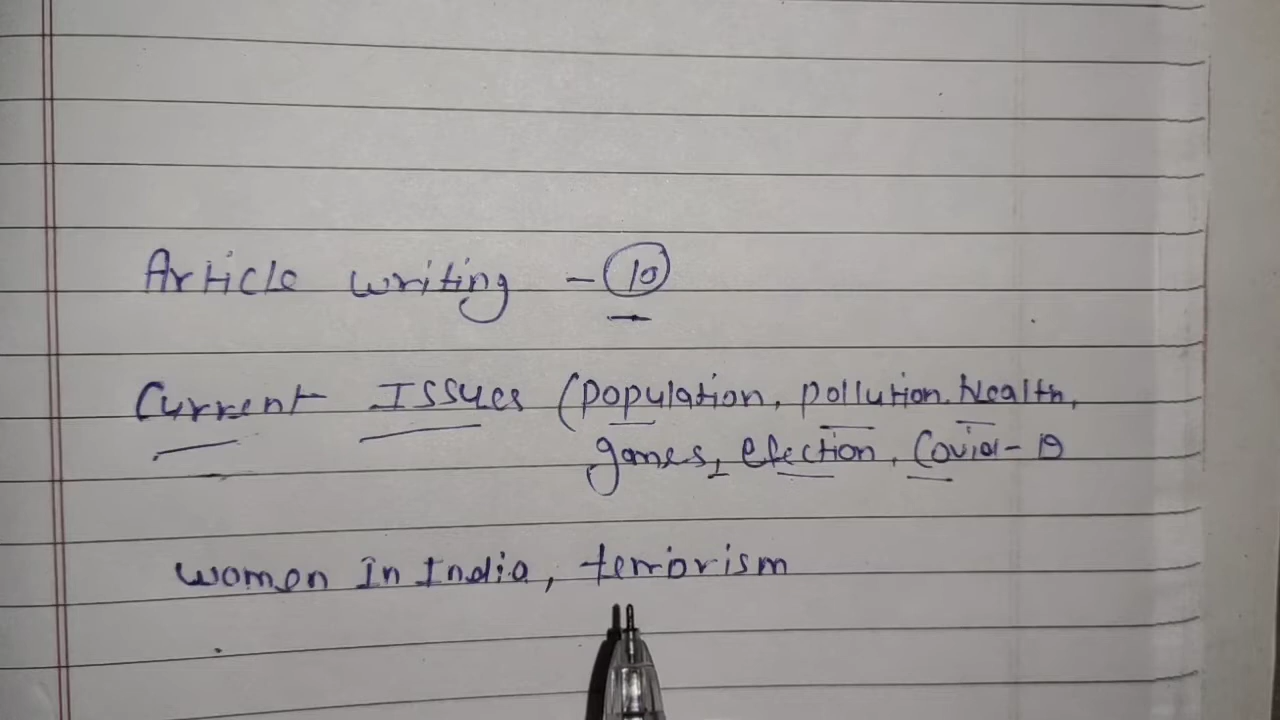 Article writing - 10
Current Issues (population, pollution, Health,
games, election, Covid-19
women In India, terrorism